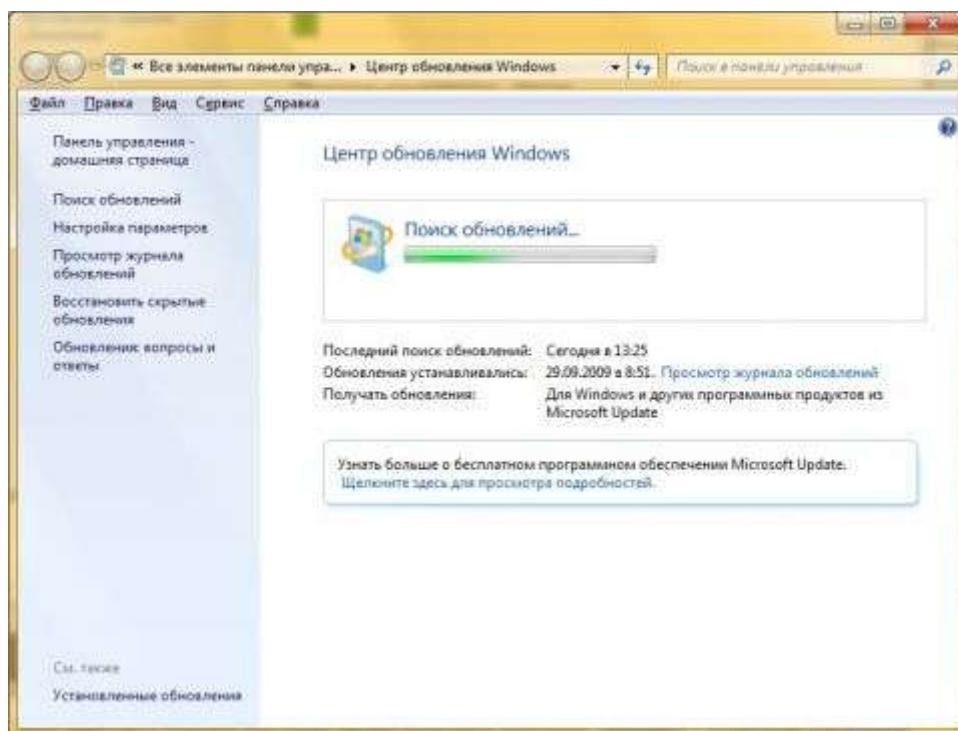 « Все элементы панели упра... ▸ Центр обновления Windows
Поиск в панели управления
Файл Правка Вид Сервис Справка
Панель управления -
домашняя страница
Поиск обновлений
Настройка параметров
Просмотр журнала
обновлений
Восстановить скрытые
обновления
Обновления: вопросы и
ответы
См. также
Установленные обновления
Центр обновления Windows
Поиск обновлений...
Последний поиск обновлений: Сегодня в 13:25
Обновления устанавливались: 29.09.2009 в 8:51. Просмотр журнала обновлений
Получать обновления: Для Windows и других программных продуктов из
Microsoft Update
Узнать больше о бесплатном программном обеспечении Microsoft Update.
Щелкните здесь для просмотра подробностей.